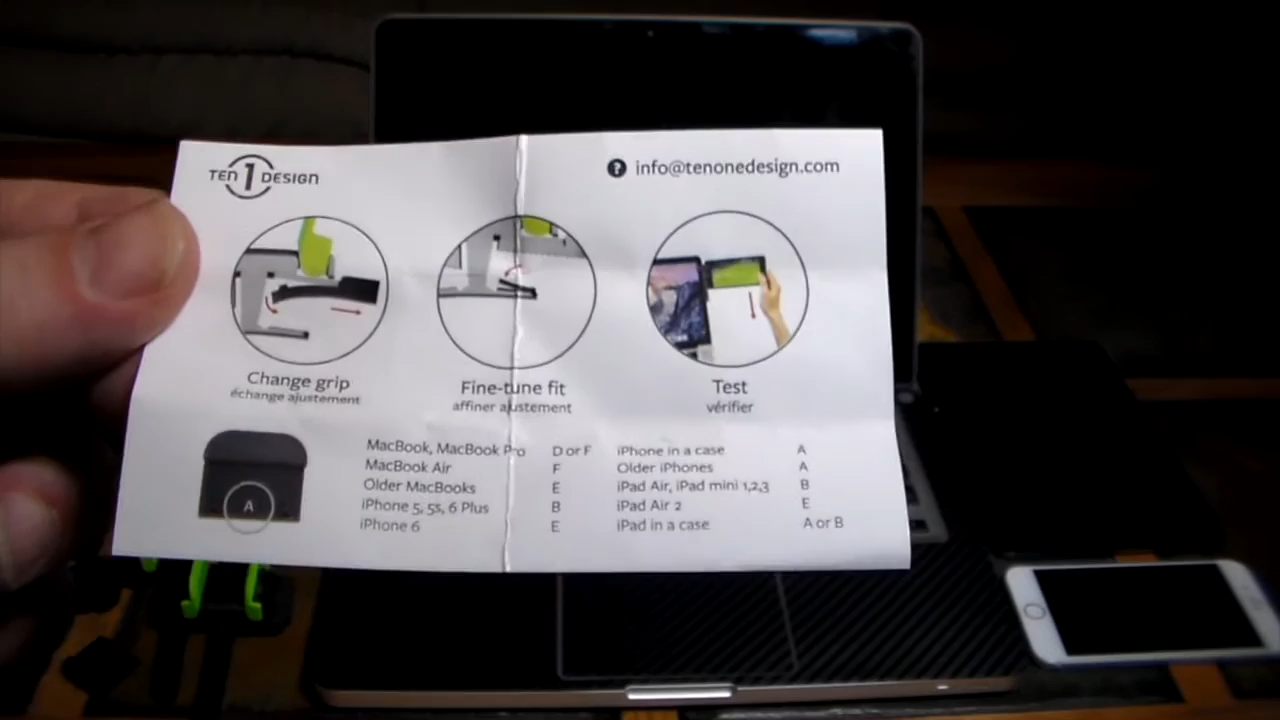 TEN 1 DESIGN
? info@tenonedesign.com
Change grip
échange ajustement
Fine-tune fit
affiner ajustement
Test
vérifier
A
MacBook, MacBook Pro D or F
MacBook Air F
Older MacBooks E
iPhone 5, 5s, 6 Plus B
iPhone 6 E
iPhone in a case A
Older iPhones A
iPad Air, iPad mini 1,2,3 B
iPad Air 2 E
iPad in a case A or B